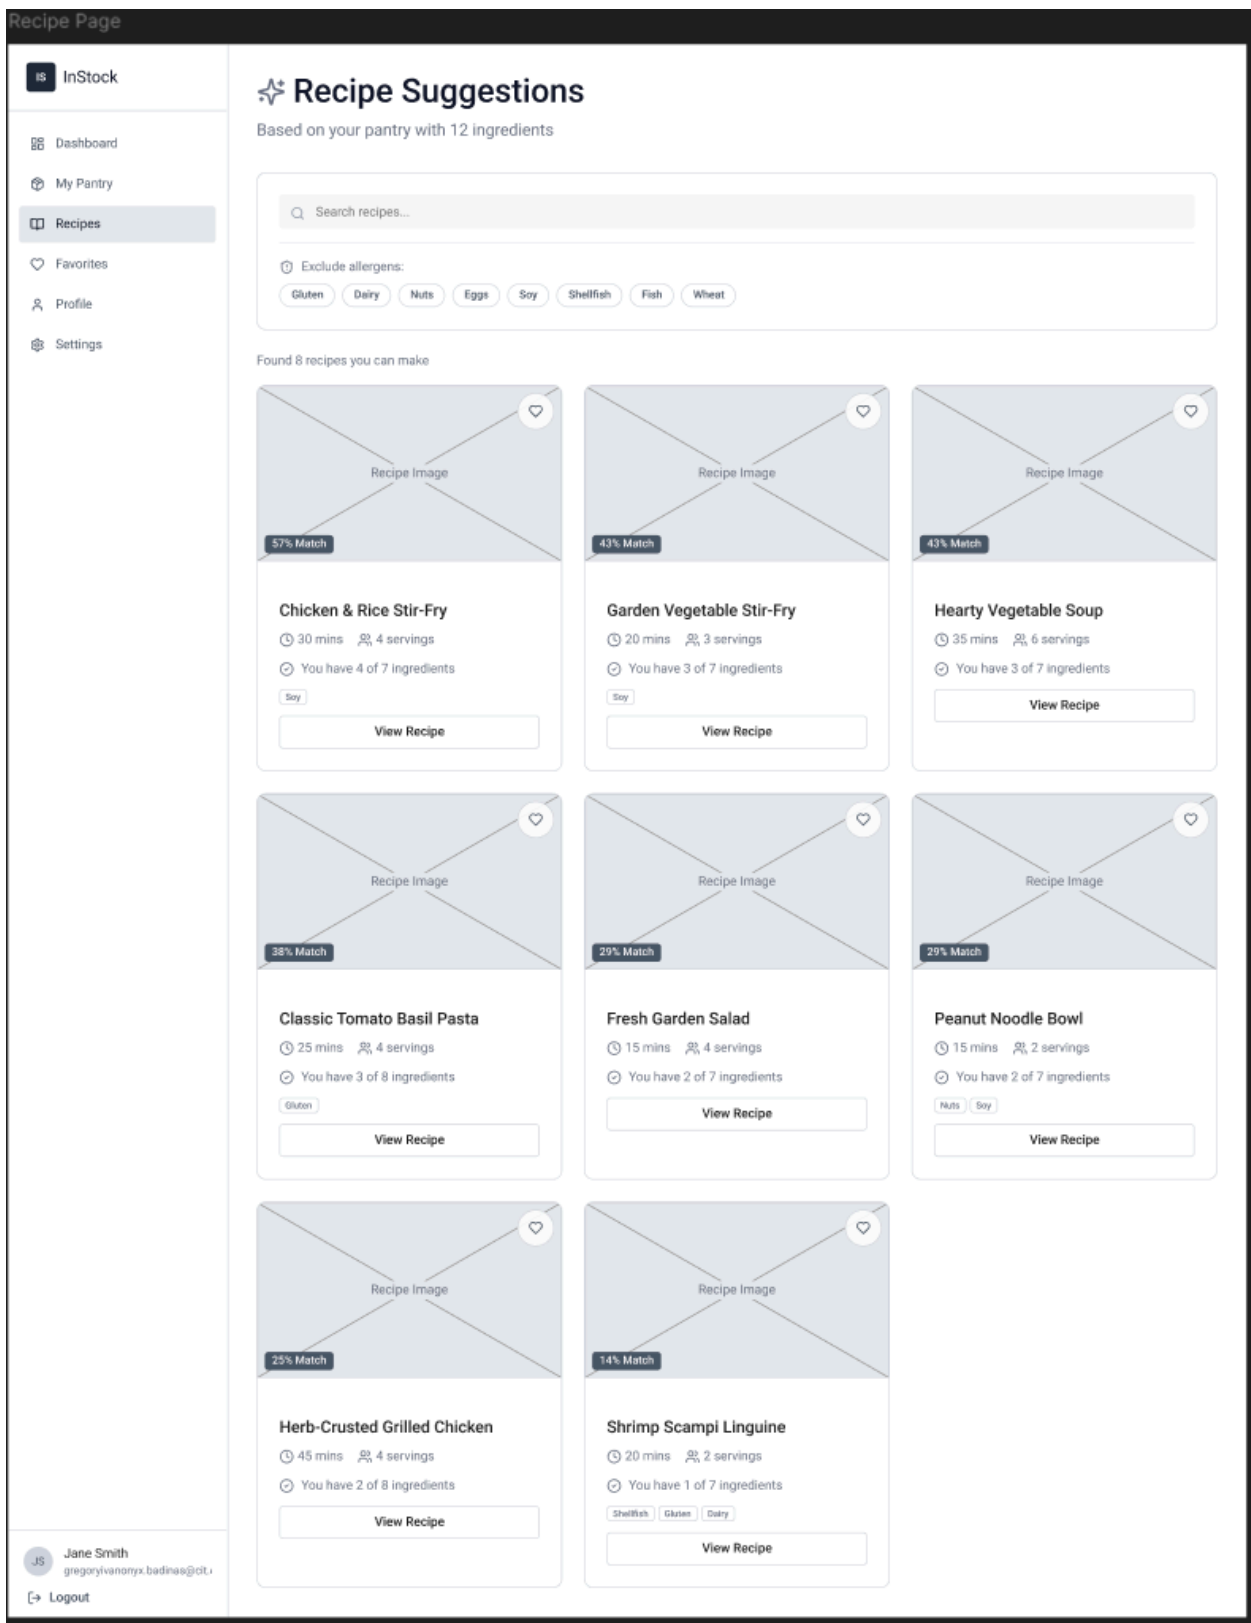 Recipe Page
IS InStock
Dashboard
My Pantry
Recipes
Favorites
Profile
Settings
Jane Smith
JS
gregoryivanonyx.badinas@cit.
Logout
Recipe Suggestions
Based on your pantry with 12 ingredients
Search recipes...
Exclude allergens:
Gluten Dairy Nuts Eggs Soy Shellfish Fish Wheat
Found 8 recipes you can make
Recipe Image
57% Match
Chicken & Rice Stir-Fry
30 mins 4 servings
You have 4 of 7 ingredients
Soy
View Recipe
Recipe Image
43% Match
Garden Vegetable Stir-Fry
20 mins 3 servings
You have 3 of 7 ingredients
Soy
View Recipe
Recipe Image
43% Match
Hearty Vegetable Soup
35 mins 6 servings
You have 3 of 7 ingredients
View Recipe
Recipe Image
38% Match
Classic Tomato Basil Pasta
25 mins 4 servings
You have 3 of 8 ingredients
Gluten
View Recipe
Recipe Image
29% Match
Fresh Garden Salad
15 mins 4 servings
You have 2 of 7 ingredients
View Recipe
Recipe Image
29% Match
Peanut Noodle Bowl
15 mins 2 servings
You have 2 of 7 ingredients
Nuts Soy
View Recipe
Recipe Image
25% Match
Herb-Crusted Grilled Chicken
45 mins 4 servings
You have 2 of 8 ingredients
View Recipe
Recipe Image
14% Match
Shrimp Scampi Linguine
20 mins 2 servings
You have 1 of 7 ingredients
Shellfish Gluten Dairy
View Recipe